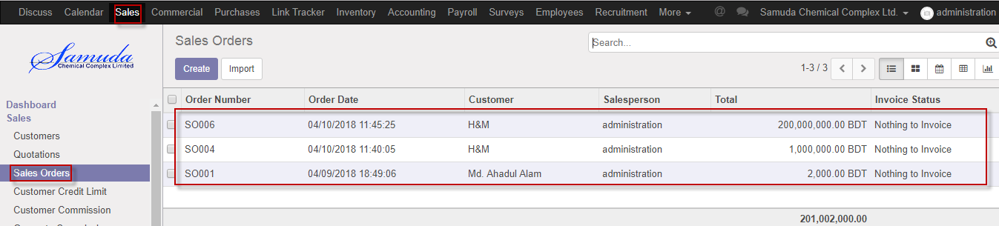 Discuss Calendar Sales Commercial Purchases Link Tracker Inventory Accounting Payroll Surveys Employees Recruitment More @ Samuda Chemical Complex Ltd. administration
Samuda
Chemical Complex Limited
Dashboard
Sales
Customers
Quotations
Sales Orders
Customer Credit Limit
Customer Commission
Sales Orders
Search...
Create Import
1-3 / 3
Order Number Order Date Customer Salesperson Total Invoice Status
SO006 04/10/2018 11:45:25 H&M administration 200,000,000.00 BDT Nothing to Invoice
SO004 04/10/2018 11:40:05 H&M administration 1,000,000.00 BDT Nothing to Invoice
SO001 04/09/2018 18:49:06 Md. Ahadul Alam administration 2,000.00 BDT Nothing to Invoice
201,002,000.00